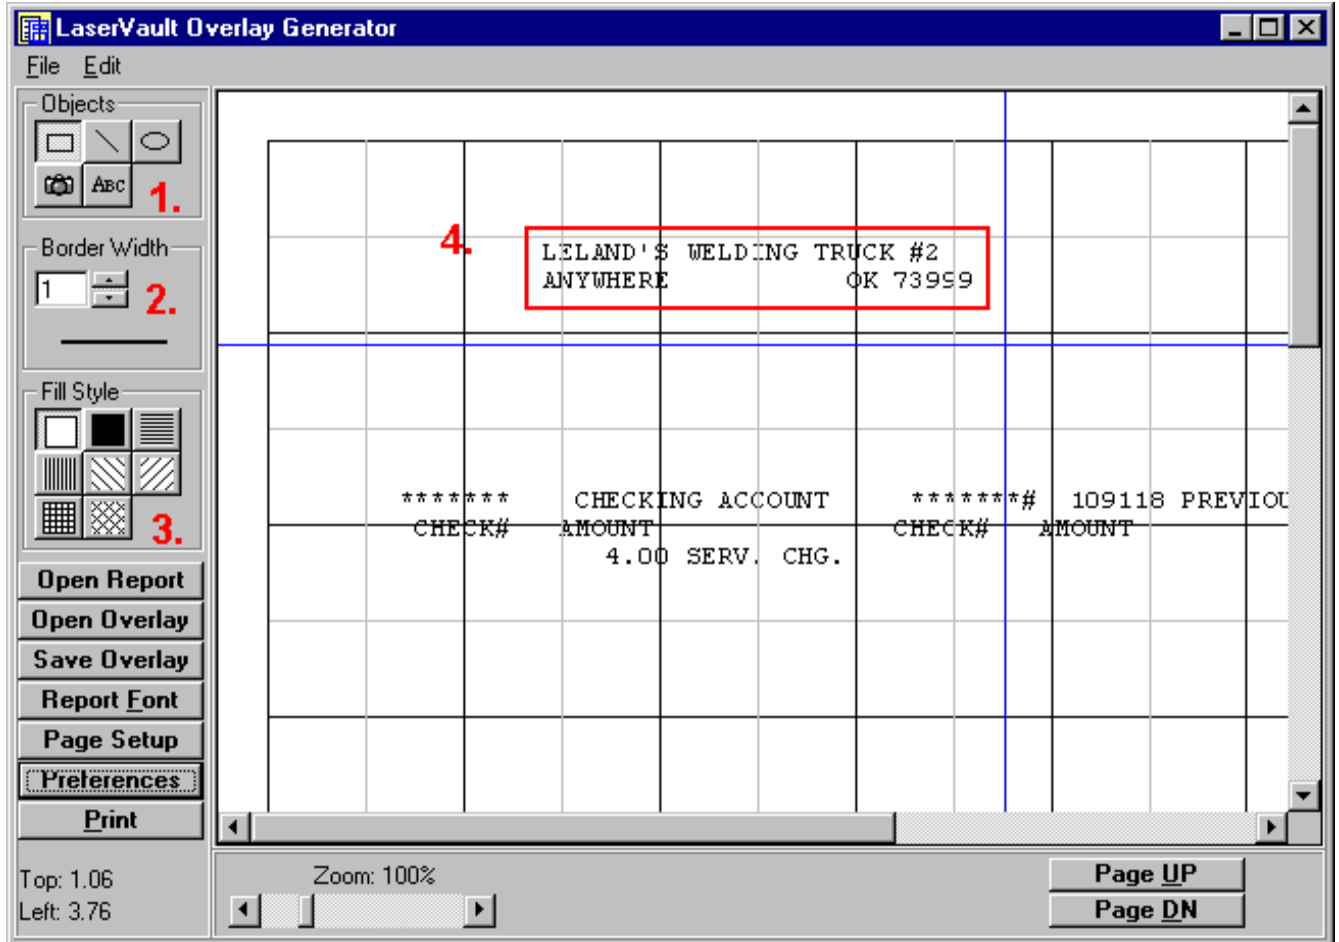 LaserVault Overlay Generator
File Edit
Objects
ABC
1.
Border Width
1
2.
Fill Style
3.
Open Report
Open Overlay
Save Overlay
Report Font
Page Setup
Preferences
Print
Top: 1.06
Left: 3.76
4.
LELAND'S WELDING TRUCK #2
ANYWHERE OK 73999
******* CHECKING ACCOUNT *******# 109118 PREVIOU
CHECK# AMOUNT CHECK# AMOUNT
4.00 SERV. CHG.
Zoom: 100%
Page UP
Page DN